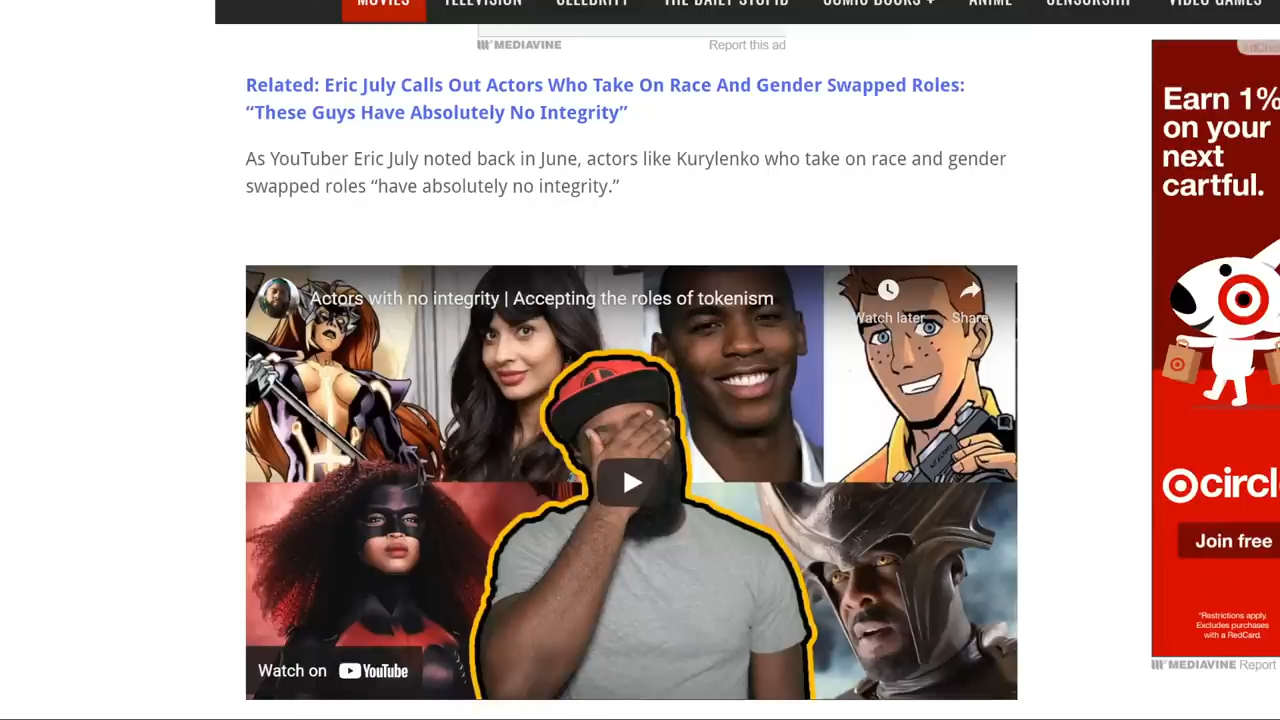 MOVIES TELEVISION CELEBRITY THE DAILY STUPID COMIC BOOKS + ANIME CENSORSHIP VIDEO GAMES
MEDIAVINE Report this ad
Related: Eric July Calls Out Actors Who Take On Race And Gender Swapped Roles:
“These Guys Have Absolutely No Integrity”
As YouTuber Eric July noted back in June, actors like Kurylenko who take on race and gender
swapped roles “have absolutely no integrity.”
Actors with no integrity | Accepting the roles of tokenism
Watch later Share
Watch on YouTube
Earn 1%
on your
next
cartful.
circl
Join free
*Restrictions apply.
Excludes purchases
with a RedCard.
MEDIAVINE Report